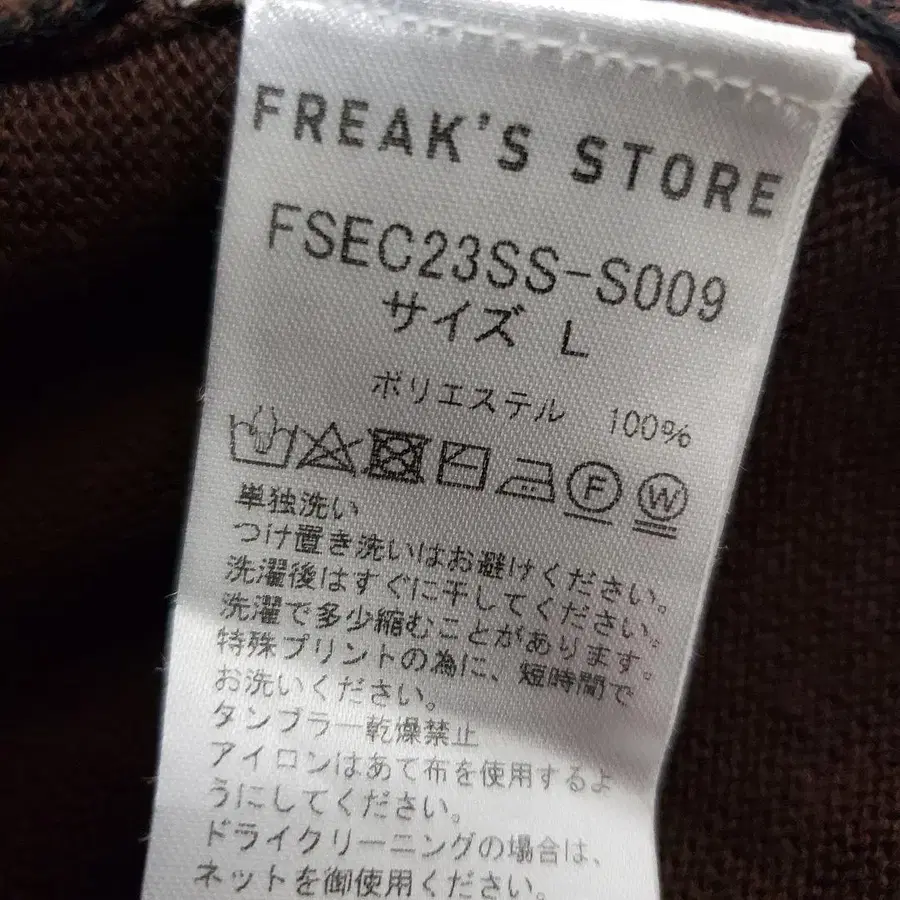 FREAK'S STORE
FSEC23SS-S009
サイズ L
ポリエステル 100%
F W
単独洗い
つけ置き洗いはお避けください。
洗濯後はすぐに干してください。
洗濯で多少縮むことがあります。
特殊プリントの為に、短時間で
お洗いください。
タンブラー乾燥禁止
アイロンはあて布を使用するよ
うにしてください。
ドライクリーニングの場合は、
ネットを御使用ください。